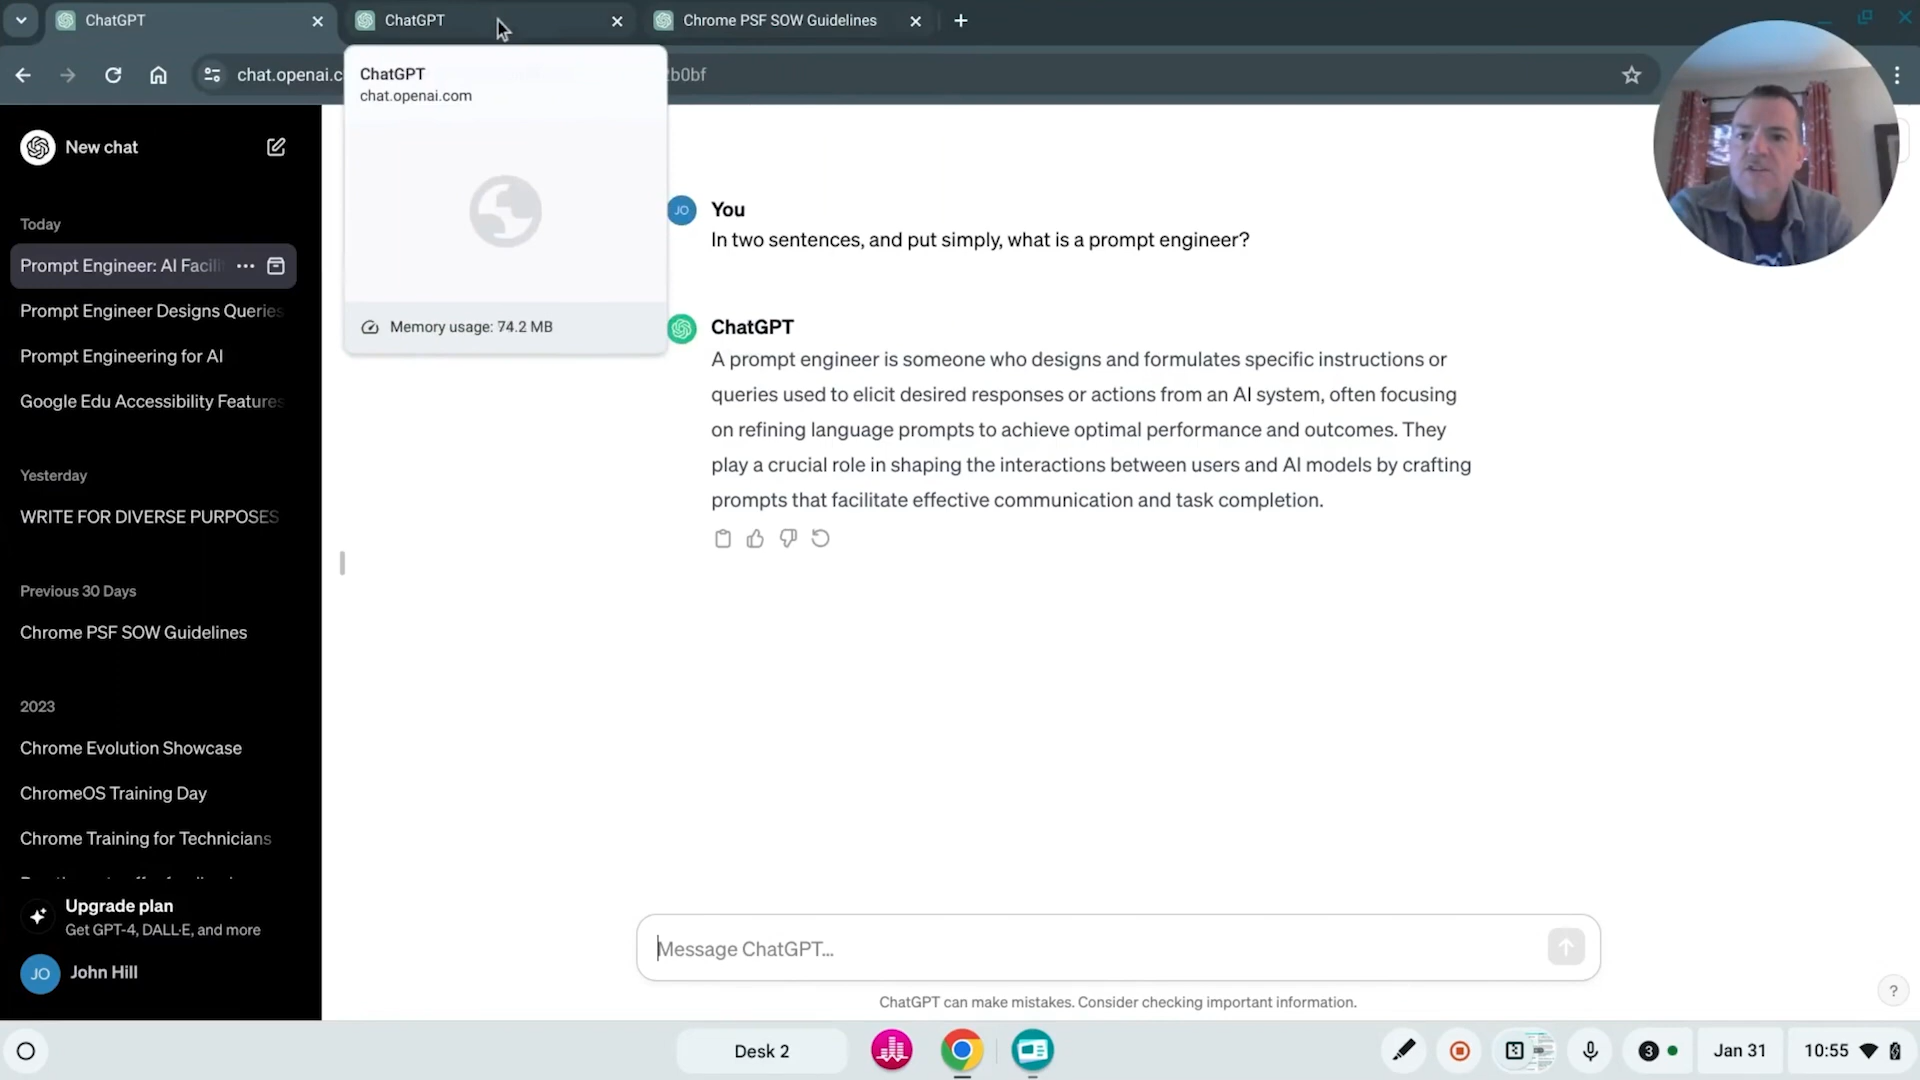 ChatGPT
ChatGPT
Chrome PSF SOW Guidelines
chat.openai.c
2b0bf
ChatGPT
chat.openai.com
Memory usage: 74.2 MB
New chat
Today
Prompt Engineer: AI Facili
Prompt Engineer Designs Queries
Prompt Engineering for AI
Google Edu Accessibility Features
Yesterday
WRITE FOR DIVERSE PURPOSES
Previous 30 Days
Chrome PSF SOW Guidelines
2023
Chrome Evolution Showcase
ChromeOS Training Day
Chrome Training for Technicians
Upgrade plan
Get GPT-4, DALL·E, and more
JO
John Hill
JO
You
In two sentences, and put simply, what is a prompt engineer?
ChatGPT
A prompt engineer is someone who designs and formulates specific instructions or
queries used to elicit desired responses or actions from an AI system, often focusing
on refining language prompts to achieve optimal performance and outcomes. They
play a crucial role in shaping the interactions between users and AI models by crafting
prompts that facilitate effective communication and task completion.
Message ChatGPT...
ChatGPT can make mistakes. Consider checking important information.
?
Desk 2
3
Jan 31
10:55